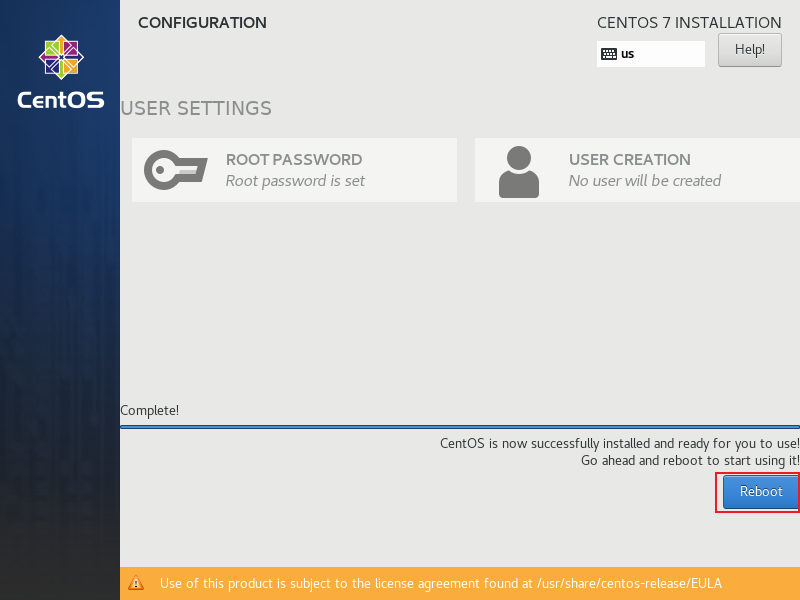 CONFIGURATION
CENTOS 7 INSTALLATION
us
Help!
CentOS
USER SETTINGS
ROOT PASSWORD
Root password is set
USER CREATION
No user will be created
Complete!
CentOS is now successfully installed and ready for you to use!
Go ahead and reboot to start using it!
Reboot
Use of this product is subject to the license agreement found at /usr/share/centos-release/EULA